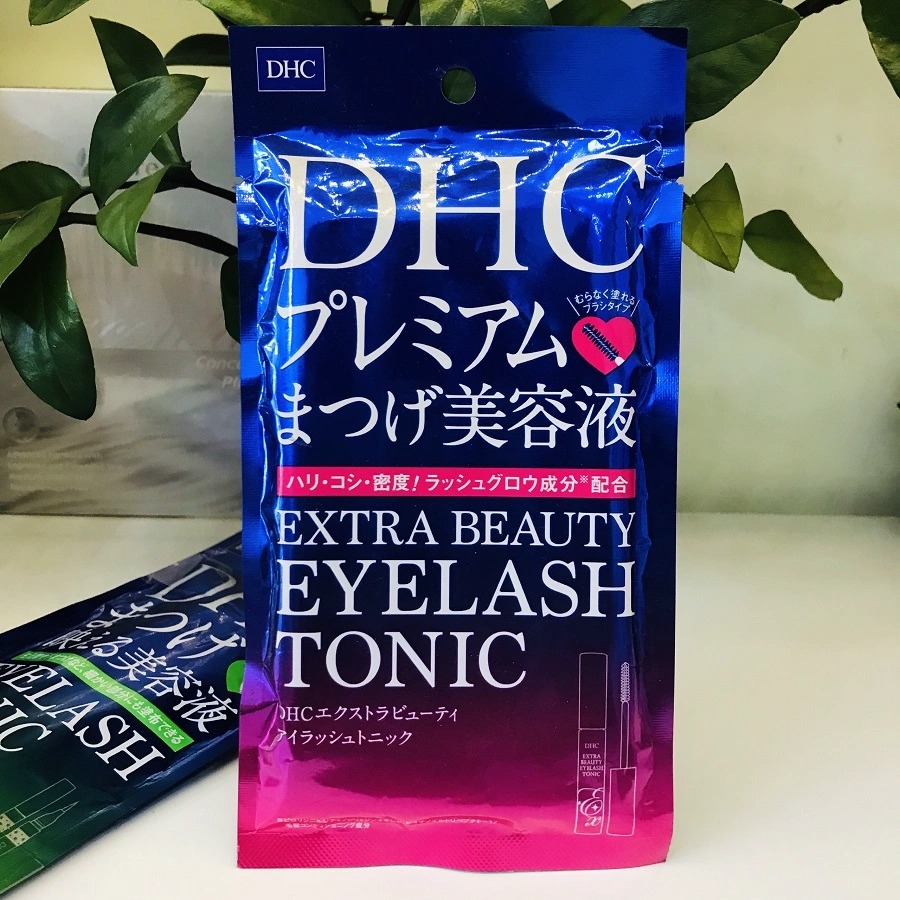 DHC
DHC
プレミアム
むらなく塗れる
ブラシタイプ
まつげ美容液
ハリ・コシ・密度!ラッシュグロウ成分※配合
EXTRA BEAUTY
EYELASH
TONIC
DHCエクストラビューティ
アイラッシュトニック
DHC
EXTRA
BEAUTY
EYELASH
TONIC
まつげ
美容液
EYELASH
TONIC